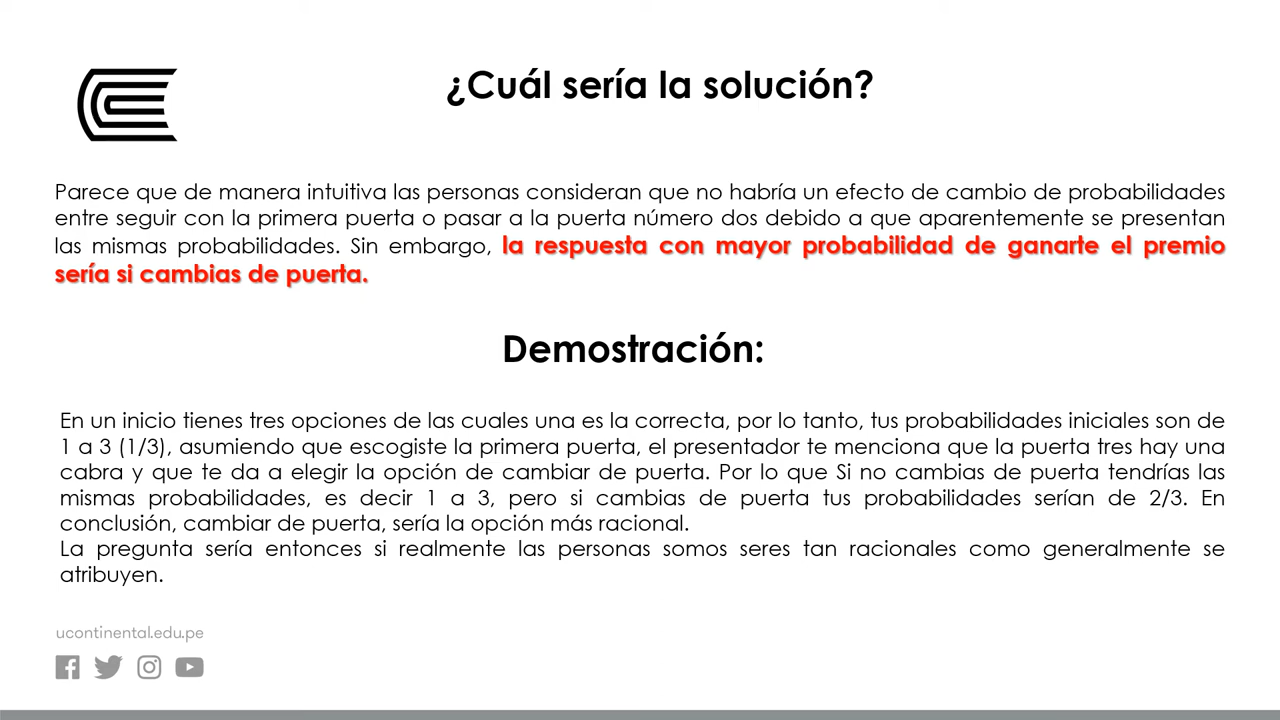 ¿Cuál sería la solución?
Parece que de manera intuitiva las personas consideran que no habría un efecto de cambio de probabilidades
entre seguir con la primera puerta o pasar a la puerta número dos debido a que aparentemente se presentan
las mismas probabilidades. Sin embargo, la respuesta con mayor probabilidad de ganarte el premio
sería si cambias de puerta.
Demostración:
En un inicio tienes tres opciones de las cuales una es la correcta, por lo tanto, tus probabilidades iniciales son de
1 a 3 (1/3), asumiendo que escogiste la primera puerta, el presentador te menciona que la puerta tres hay una
cabra y que te da a elegir la opción de cambiar de puerta. Por lo que Si no cambias de puerta tendrías las
mismas probabilidades, es decir 1 a 3, pero si cambias de puerta tus probabilidades serían de 2/3. En
conclusión, cambiar de puerta, sería la opción más racional.
La pregunta sería entonces si realmente las personas somos seres tan racionales como generalmente se
atribuyen.
ucontinental.edu.pe